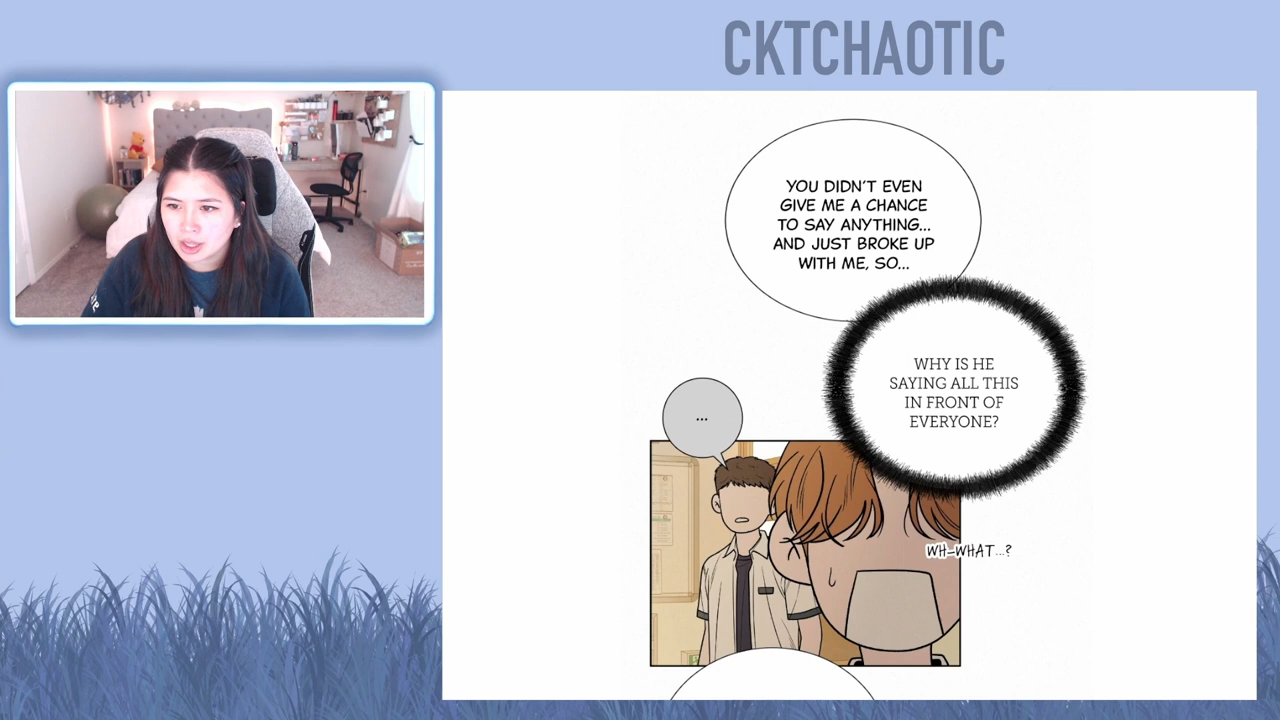 CKTCHAOTIC
YOU DIDN'T EVEN
GIVE ME A CHANCE
TO SAY ANYTHING...
AND JUST BROKE UP
WITH ME, SO...
WHY IS HE
SAYING ALL THIS
IN FRONT OF
EVERYONE?
...
WH-WHAT...?